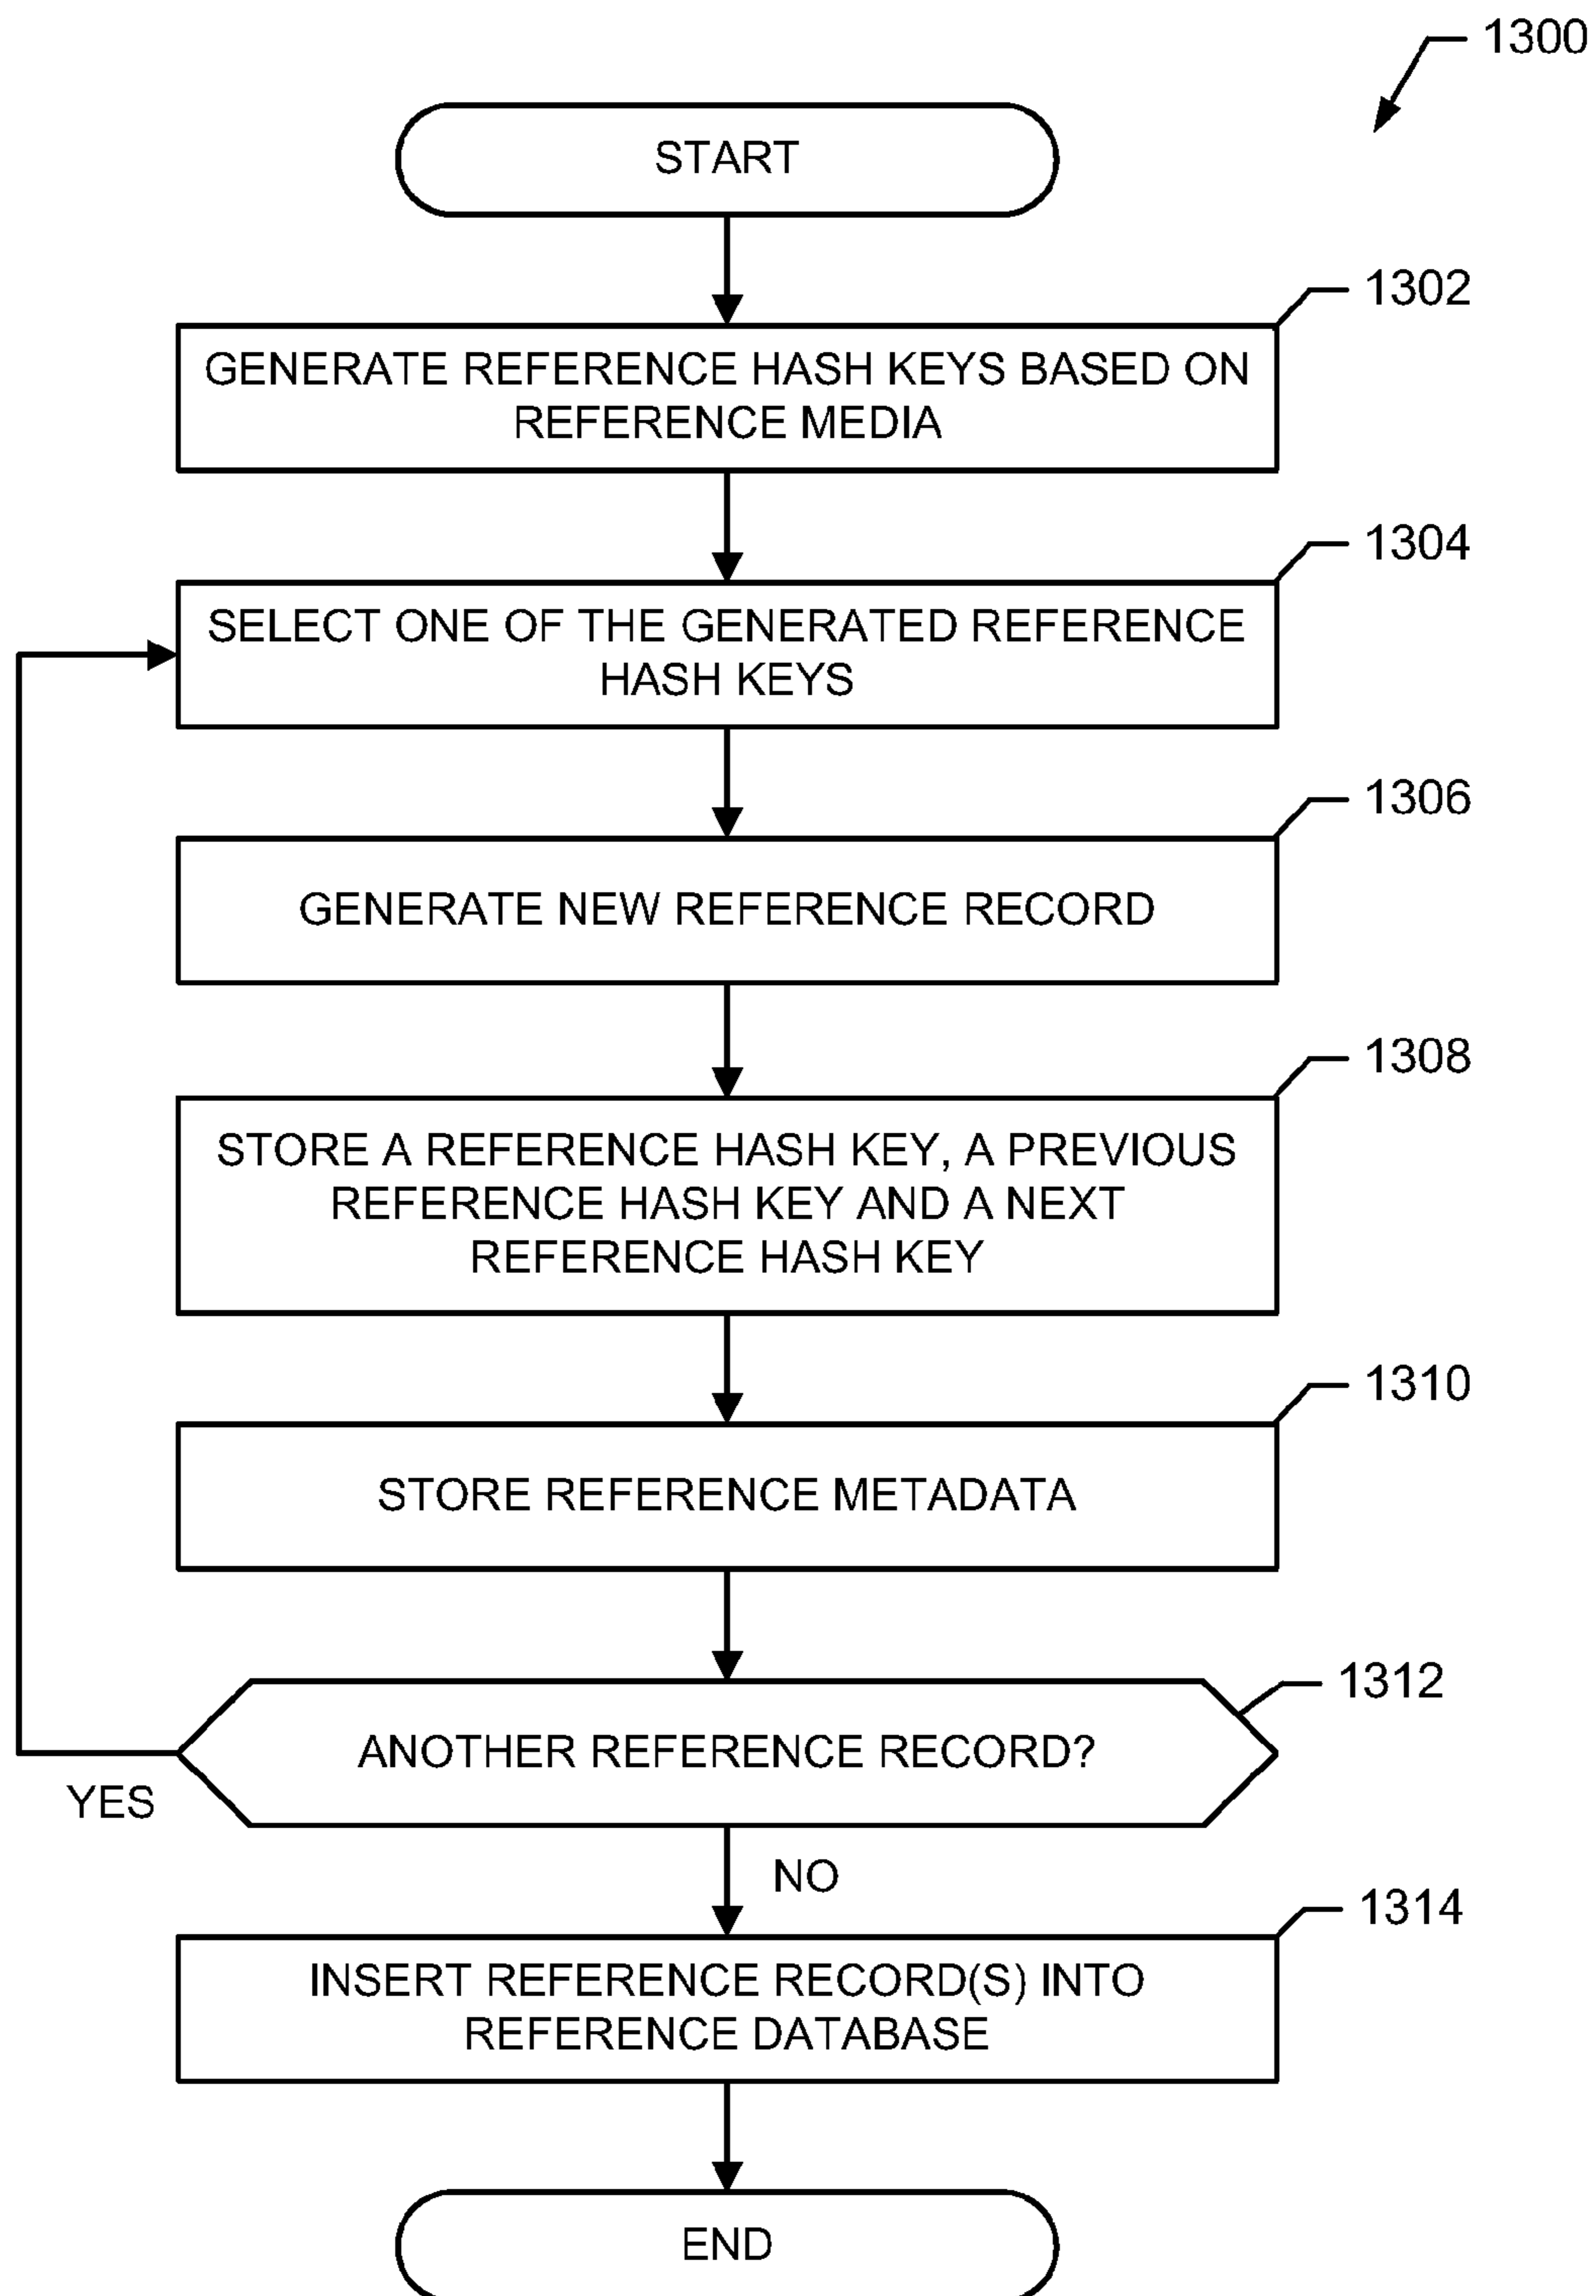 1300
START
1302
GENERATE REFERENCE HASH KEYS BASED ON
REFERENCE MEDIA
1304
SELECT ONE OF THE GENERATED REFERENCE
HASH KEYS
1306
GENERATE NEW REFERENCE RECORD
1308
STORE A REFERENCE HASH KEY, A PREVIOUS
REFERENCE HASH KEY AND A NEXT
REFERENCE HASH KEY
1310
STORE REFERENCE METADATA
1312
ANOTHER REFERENCE RECORD?
YES
NO
1314
INSERT REFERENCE RECORD(S) INTO
REFERENCE DATABASE
END